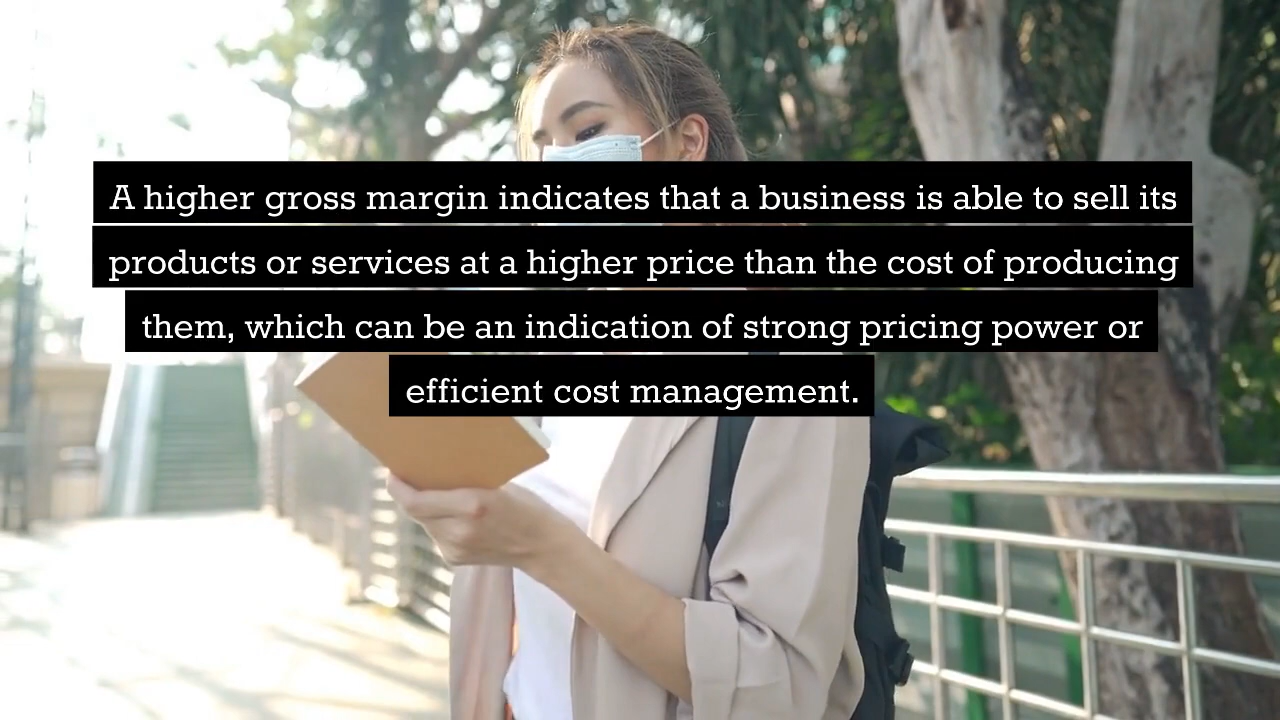 A higher gross margin indicates that a business is able to sell its
products or services at a higher price than the cost of producing
them, which can be an indication of strong pricing power or
efficient cost management.